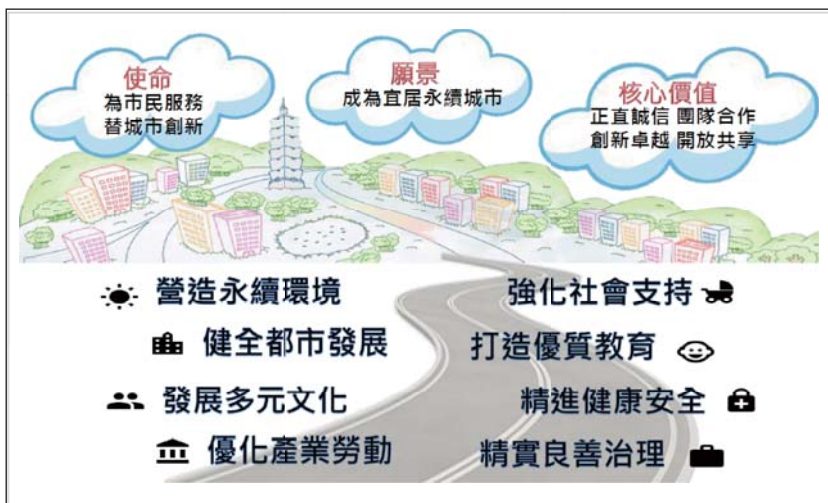 使命
為市民服務
替城市創新
願景
成為宜居永續城市
核心價值
正直誠信 團隊合作
創新卓越 開放共享
營造永續環境
強化社會支持
健全都市發展
打造優質教育
發展多元文化
精進健康安全
優化產業勞動
精實良善治理